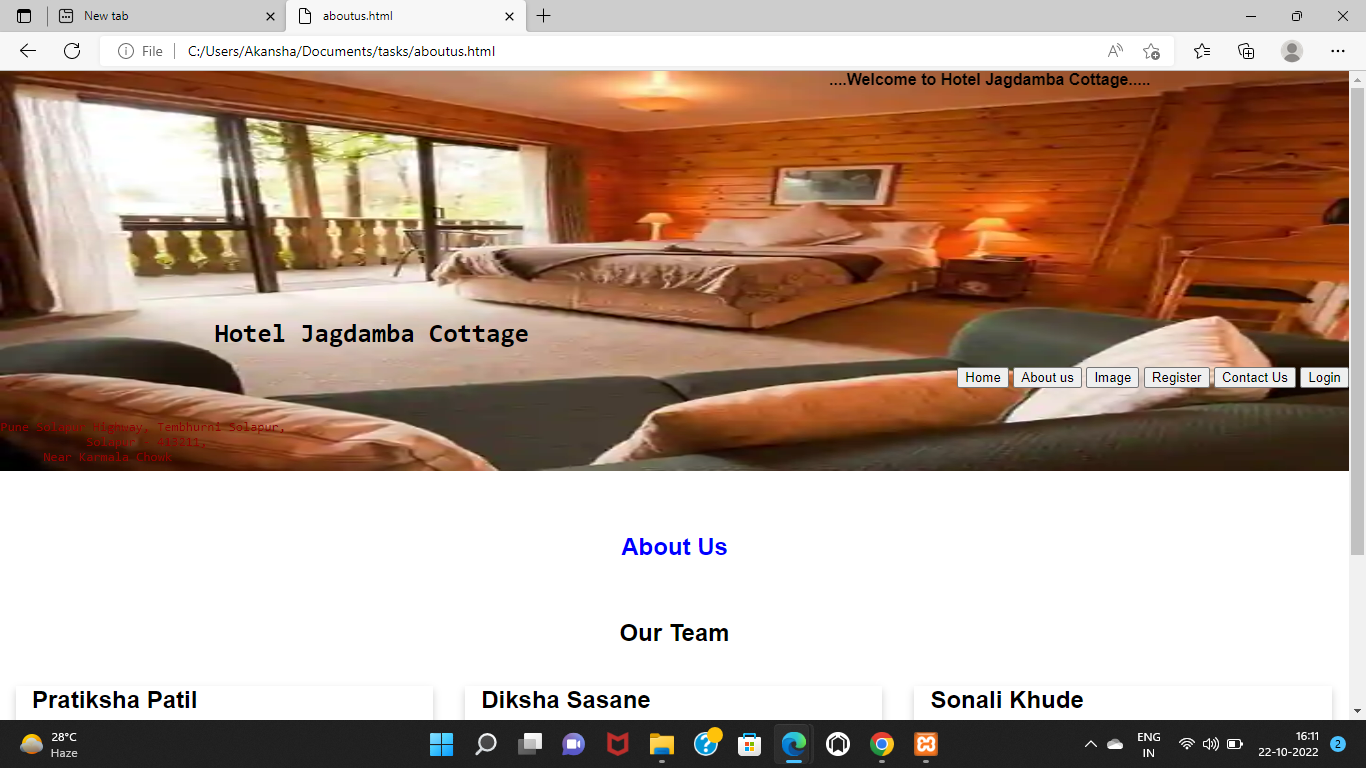 New tab
aboutus.html
File
C:/Users/Akansha/Documents/tasks/aboutus.html
....Welcome to Hotel Jagdamba Cottage.....
Hotel Jagdamba Cottage
Home
About us
Image
Register
Contact Us
Login
Pune Solapur Highway, Tembhurni Solapur,
Solapur,
Near Karmala Chowk
About Us
Our Team
Pratiksha Patil
Diksha Sasane
Sonali Khude
28°C
Haze
ENG
IN
16:11
22-10-2022
2